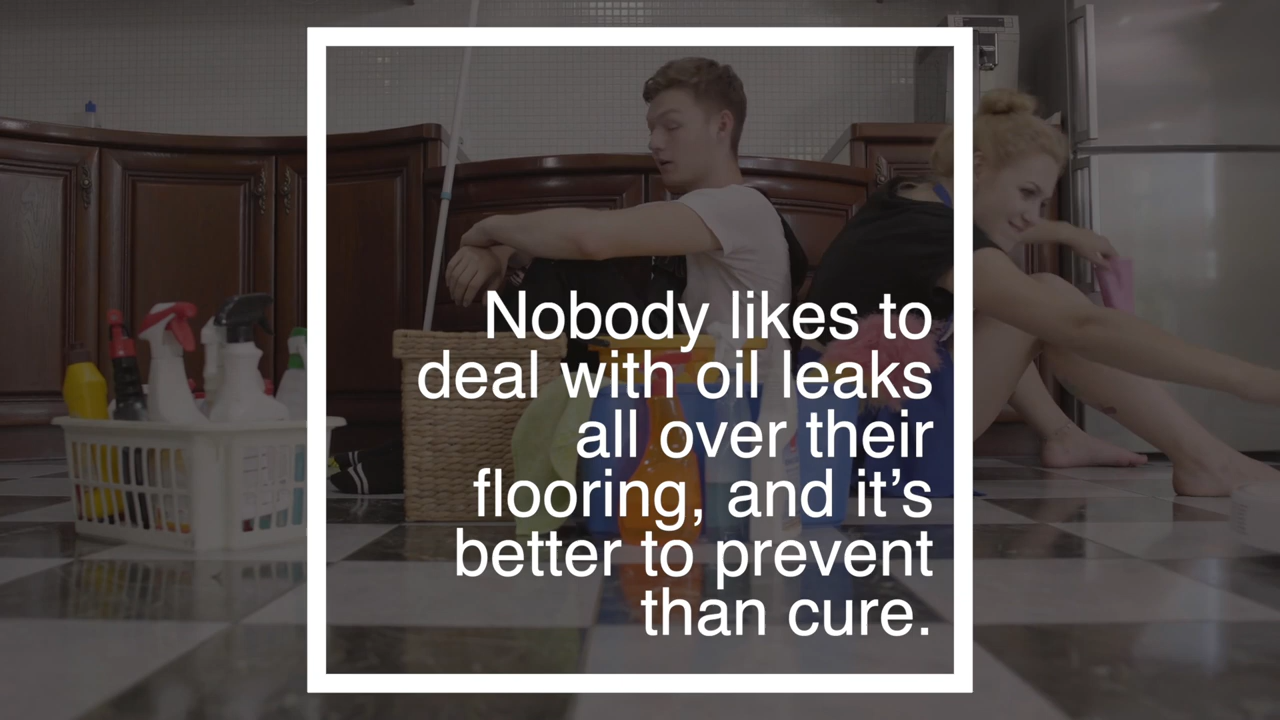 Nobody likes to
deal with oil leaks
all over their
flooring, and it’s
better to prevent
than cure.